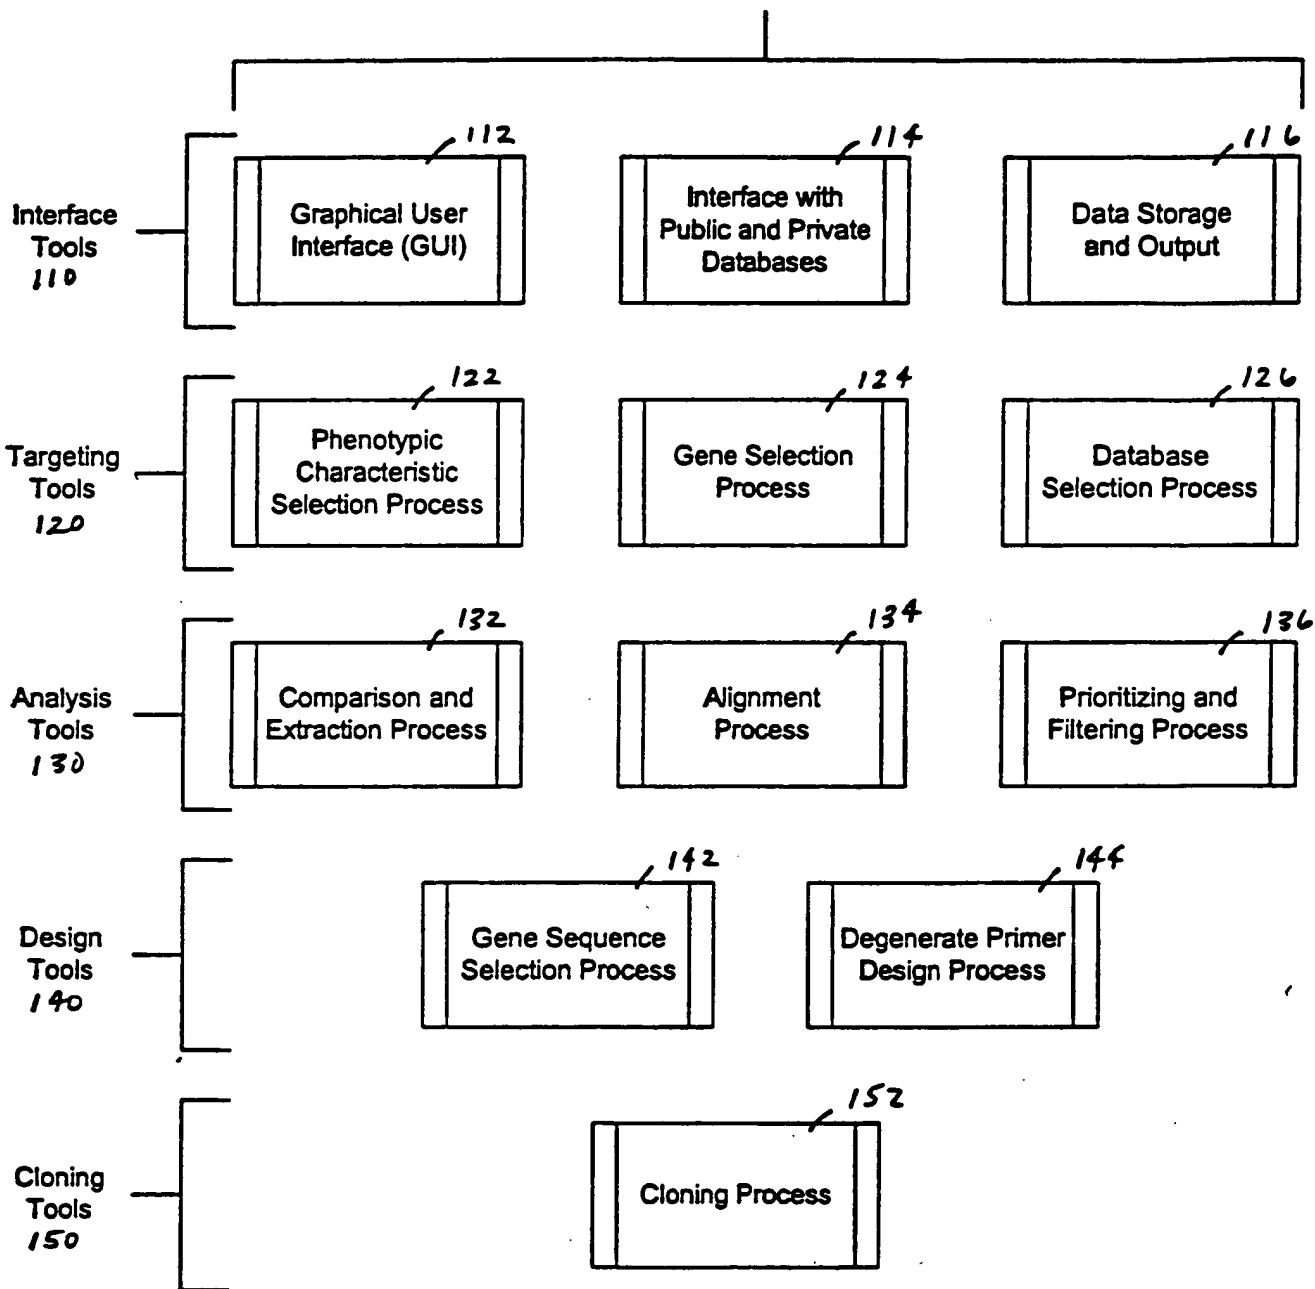 112
114
116
Interface
Tools
110
Graphical User
Interface (GUI)
Interface with
Public and Private
Databases
Data Storage
and Output
122
124
126
Targeting
Tools
120
Phenotypic
Characteristic
Selection Process
Gene Selection
Process
Database
Selection Process
132
134
136
Analysis
Tools
130
Comparison and
Extraction Process
Alignment
Process
Prioritizing and
Filtering Process
142
144
Design
Tools
140
Gene Sequence
Selection Process
Degenerate Primer
Design Process
152
Cloning
Tools
150
Cloning Process